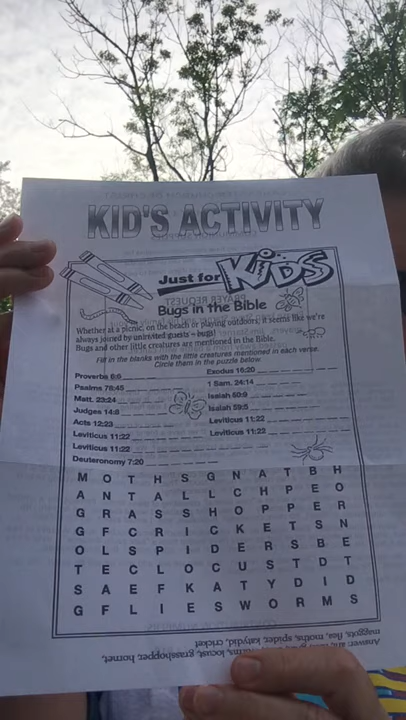 KID'S ACTIVITY
Just for KiDS
PRAYER REQUEST
Bugs in the Bible
Whether at a picnic, on the beach or playing outdoors, it seems like we're
always joined by uninvited guests - bugs!
Bugs and other little creatures are mentioned in the Bible.
Fill in the blanks with the little creatures mentioned in each verse.
Circle them in the puzzle below.
Proverbs 6:6 Exodus 16:20
Psalms 78:45 1 Sam. 24:14
Matt. 23:24 Isaiah 50:9
Judges 14:8 Isaiah 59:5
Acts 12:23 Leviticus 11:22
Leviticus 11:22 Leviticus 11:22
Leviticus 11:22
Deuteronomy 7:20
M O T H S G N A T B H
A N T A L L C H P E O
G R A S S H O P P E R
G F C R I C K E T S N
O L S P I D E R S B E
T E C L O C U S T D T
S A E F K A T Y D I D
G F L I E S W O R M S
grasshopper, hornet,
maggots, flea, moths, spider, katydid, cricket